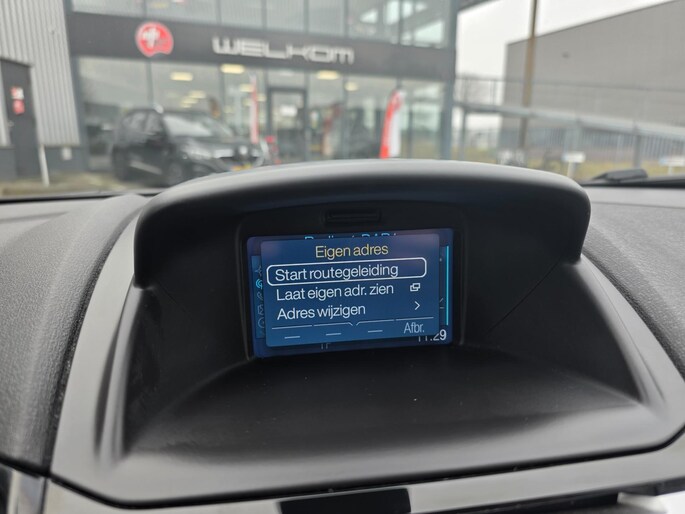 WELKOM
Eigen adres
Start routegeleiding
Laat eigen adr. zien
Adres wijzigen
Afbr.
11:29